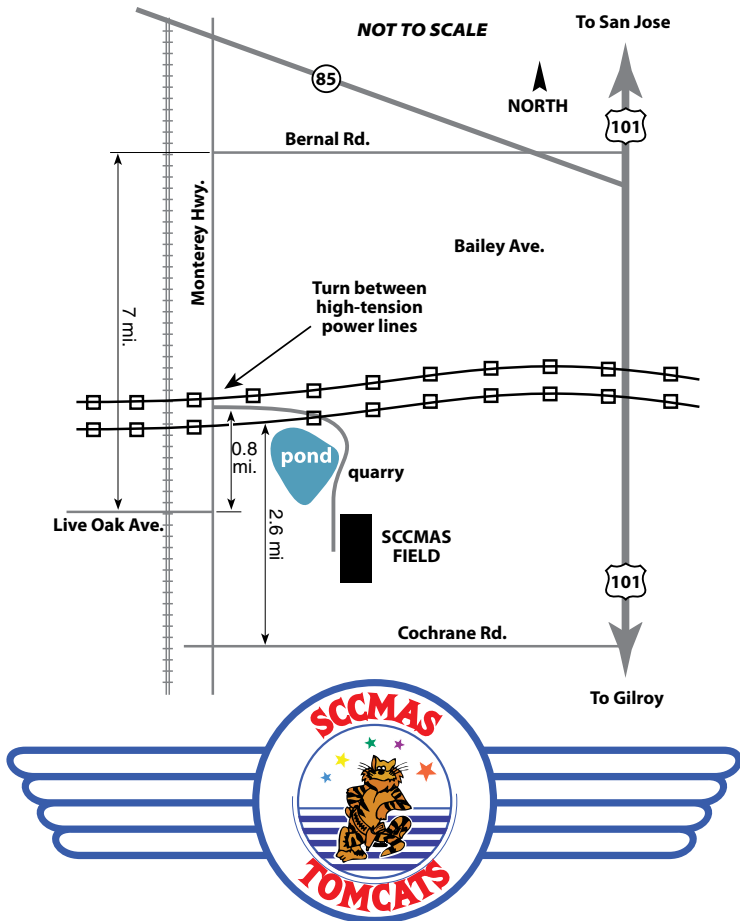 NOT TO SCALE
To San Jose
85
NORTH
101
Bernal Rd.
Monterey Hwy.
Bailey Ave.
Turn between
high-tension
power lines
7 mi.
0.8
mi.
pond
quarry
2.6 mi
Live Oak Ave.
SCCMAS
FIELD
101
Cochrane Rd.
To Gilroy
SCCMAS
TOMCATS